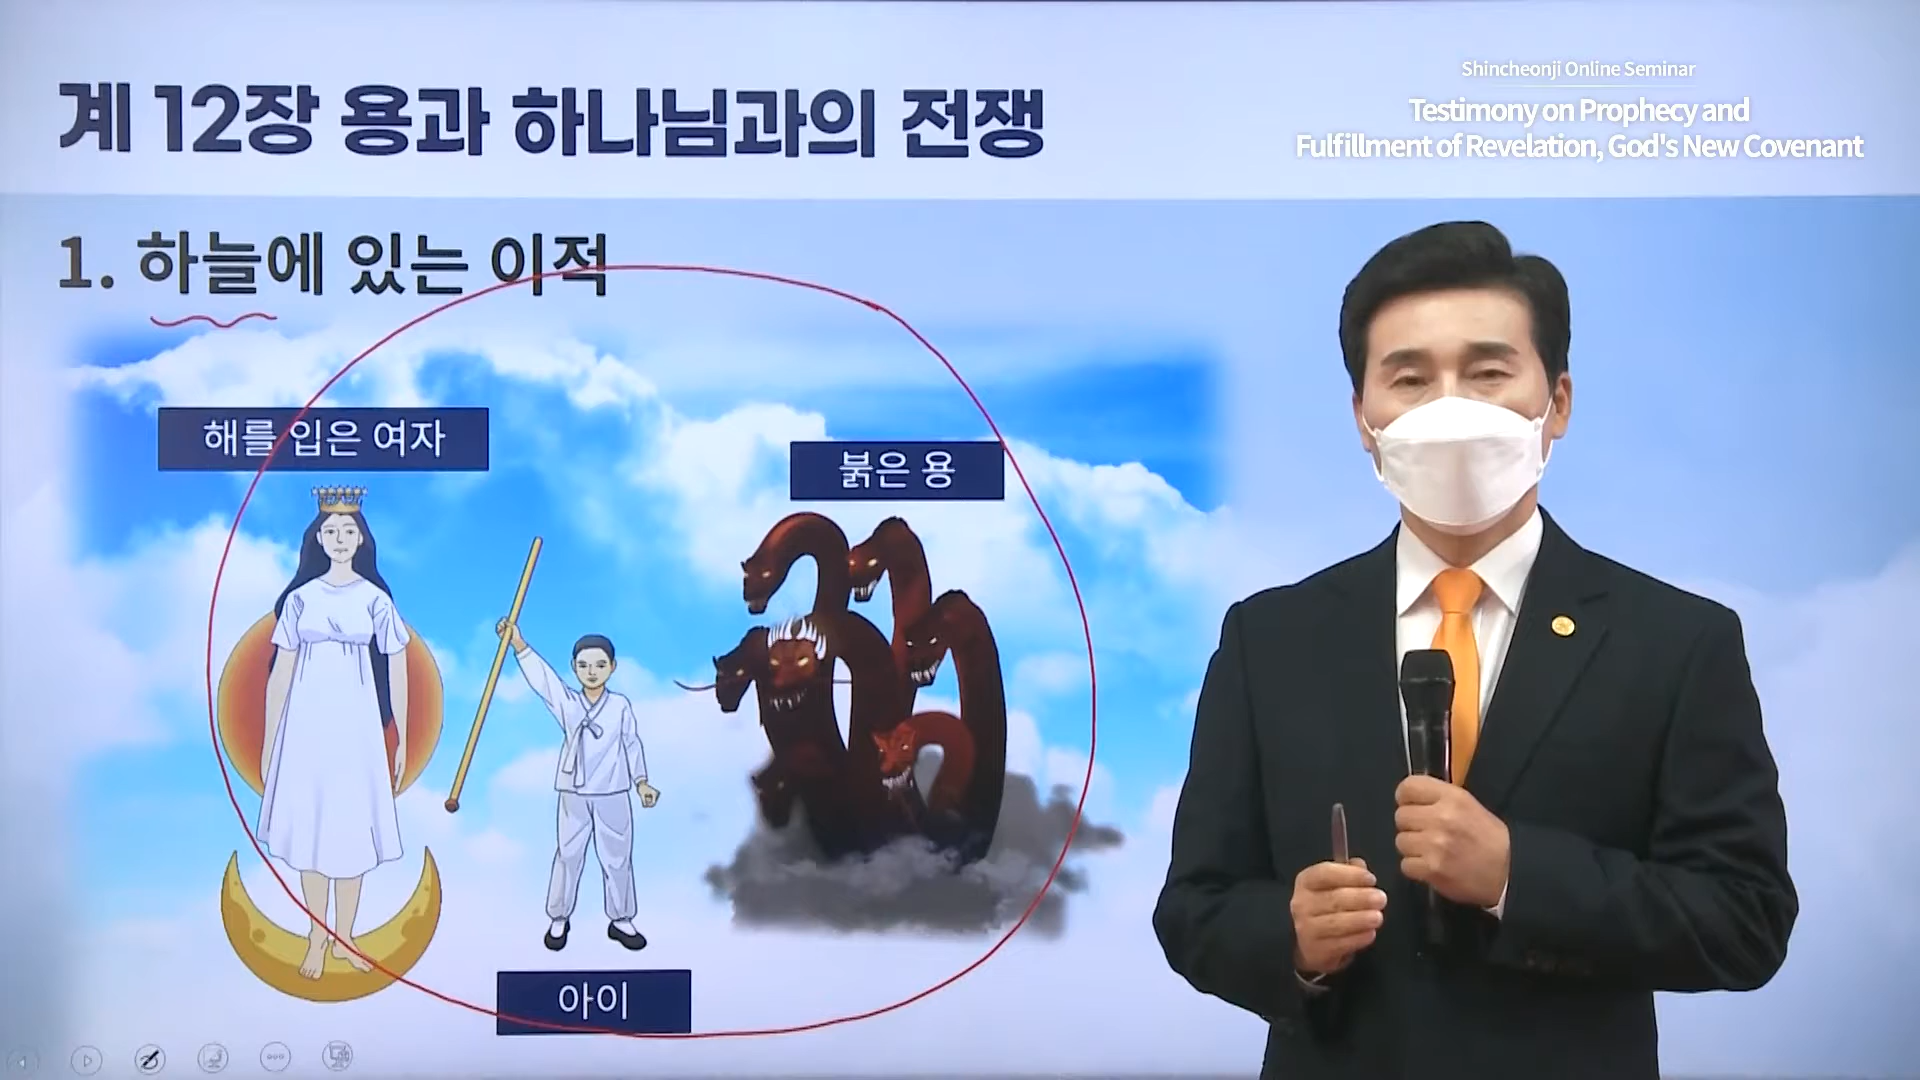 계 12장 용과 하나님과의 전쟁
Shincheonji Online Seminar
Testimony on Prophecy and
Fulfillment of Revelation, God's New Covenant
1. 하늘에 있는 이적
해를 입은 여자
붉은 용
아이